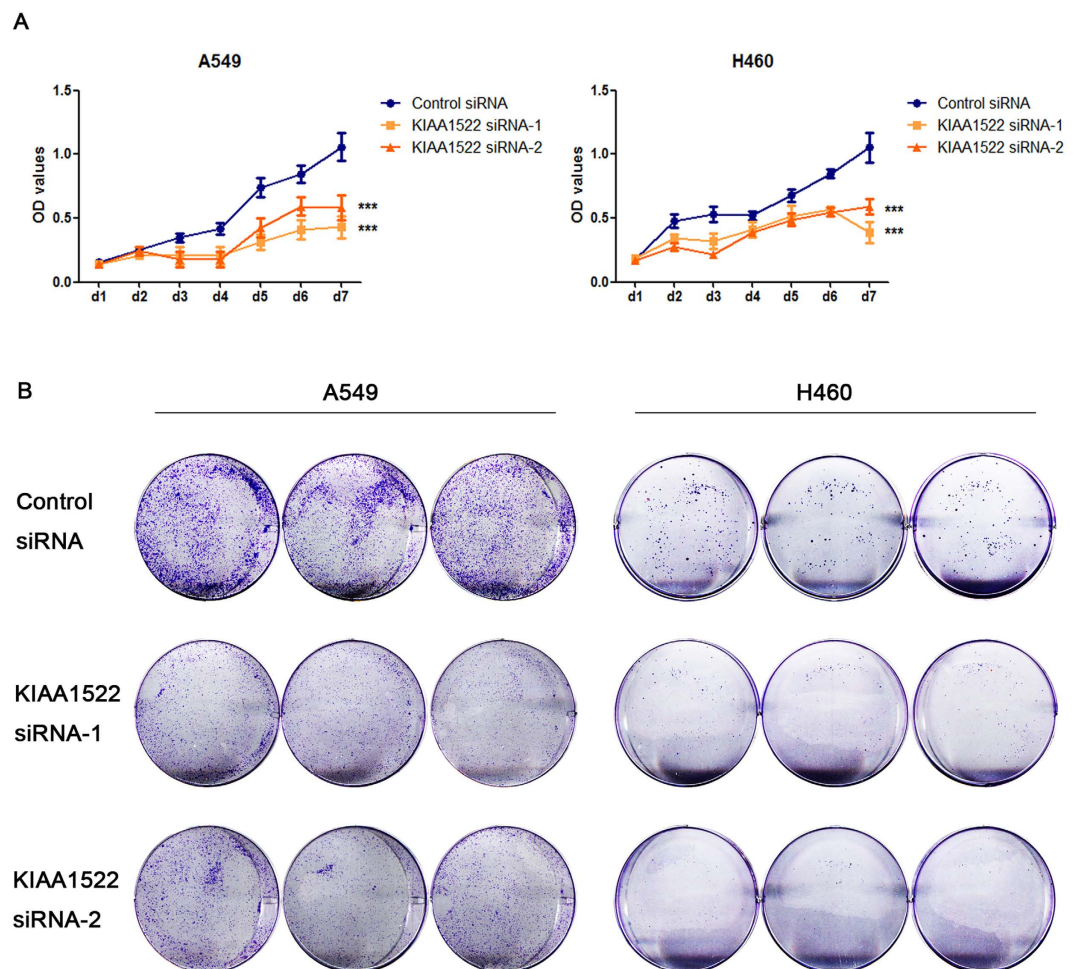 A
A549
1.5
1.0
0.5
0.0
OD values
d1 d2 d3 d4 d5 d6 d7
Control siRNA
KIAA1522 siRNA-1
KIAA1522 siRNA-2
***
***
H460
1.5
1.0
0.5
0.0
OD values
d1 d2 d3 d4 d5 d6 d7
Control siRNA
KIAA1522 siRNA-1
KIAA1522 siRNA-2
***
***
B
A549
H460
Control
siRNA
KIAA1522
siRNA-1
KIAA1522
siRNA-2